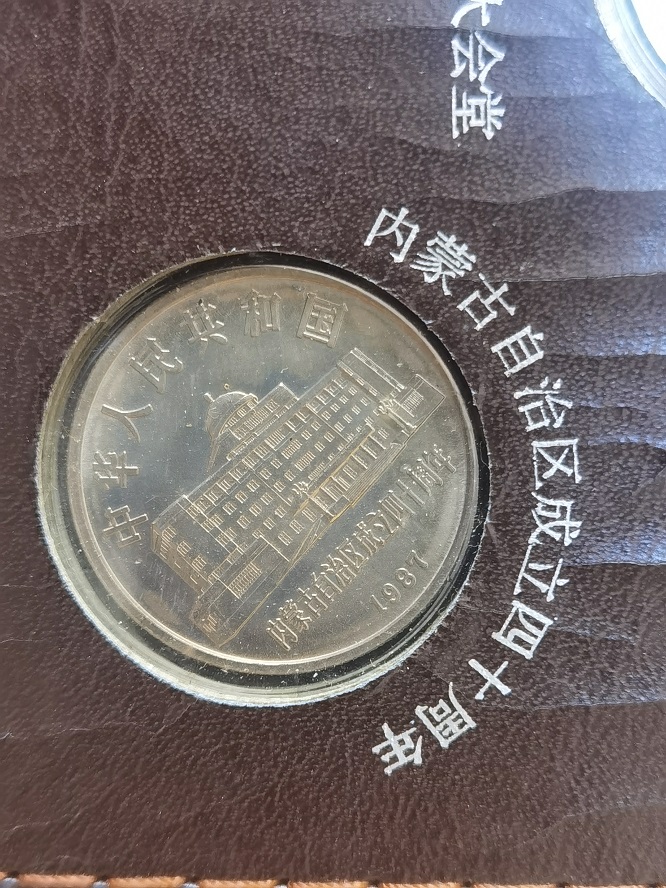 大会堂
内蒙古自治区成立四十周年
中华人民共和国
内蒙古自治区成立四十周年
1987